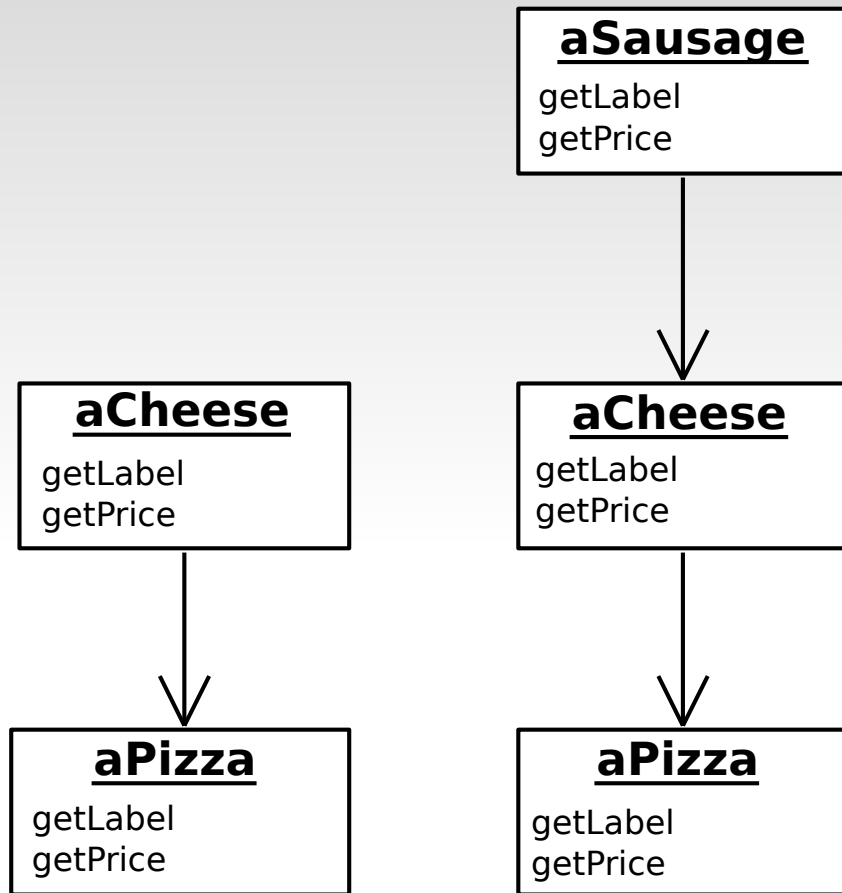 aSausage
getLabel
getPrice
aCheese
getLabel
getPrice
aCheese
getLabel
getPrice
aPizza
getLabel
getPrice
aPizza
getLabel
getPrice